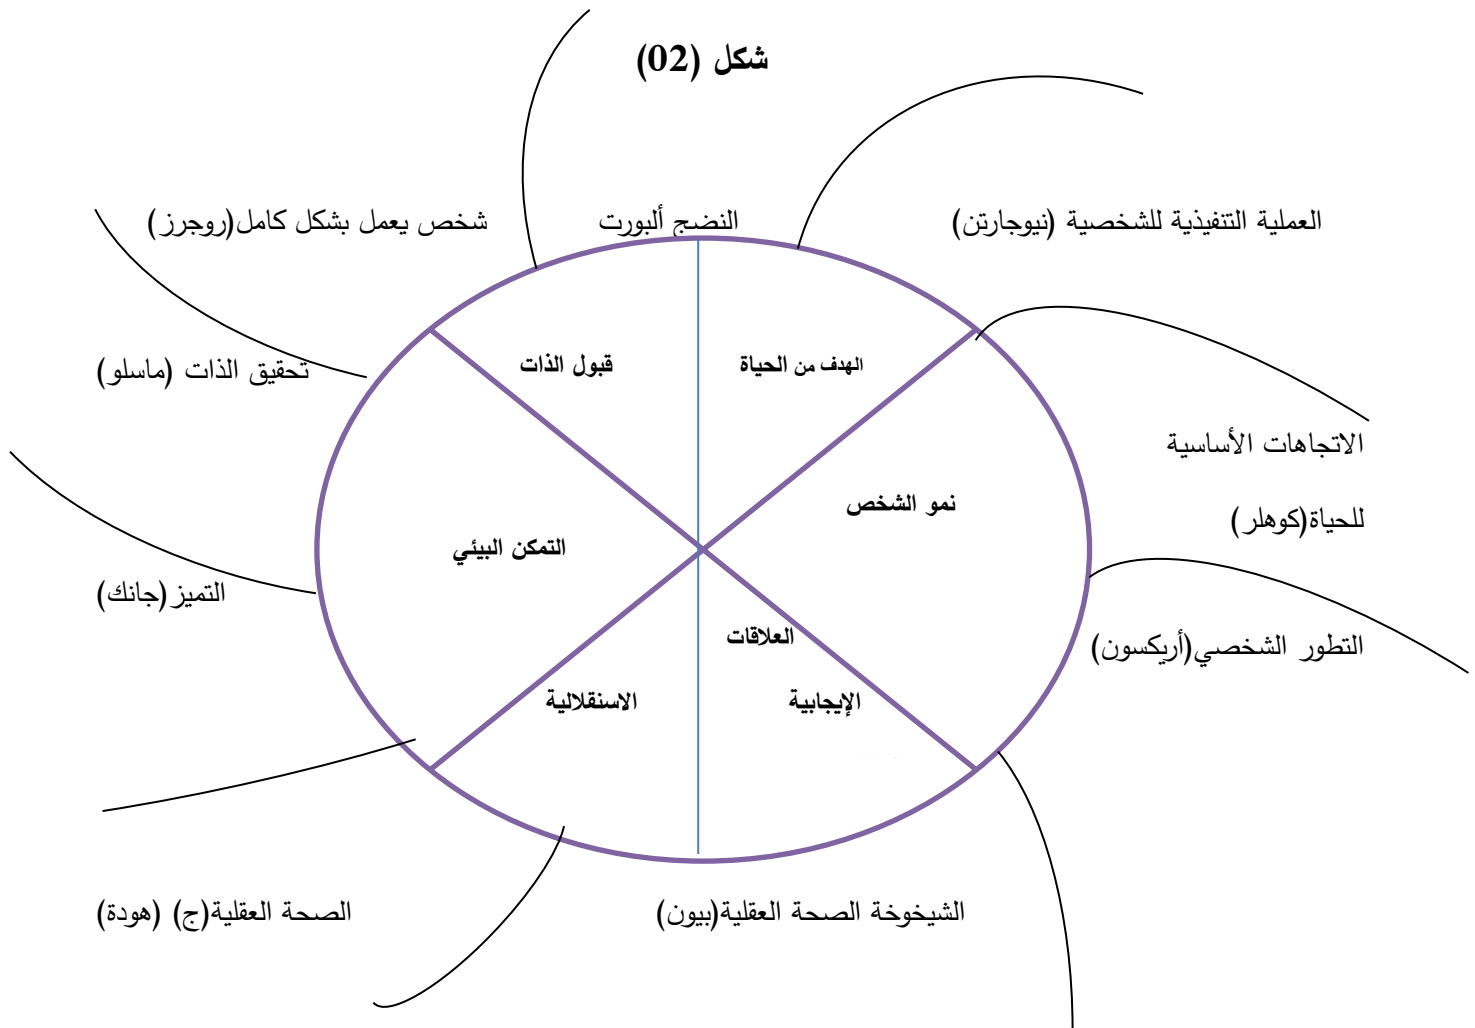 شكل (02)
العملية التنفيذية للشخصية (نيوجارتن)
النضج ألبورت
شخص يعمل بشكل كامل(روجرز)
الهدف من الحياة
قبول الذات
تحقيق الذات (ماسلو)
الاتجاهات الأساسية
للحياة(كوهلر)
نمو الشخص
التمكن البيئي
التميز(جانك)
العلاقات
الإيجابية
التطور الشخصي(أريكسون)
الاسنقلالية
الشيخوخة الصحة العقلية(بيون)
الصحة العقلية(ج) (هودة)